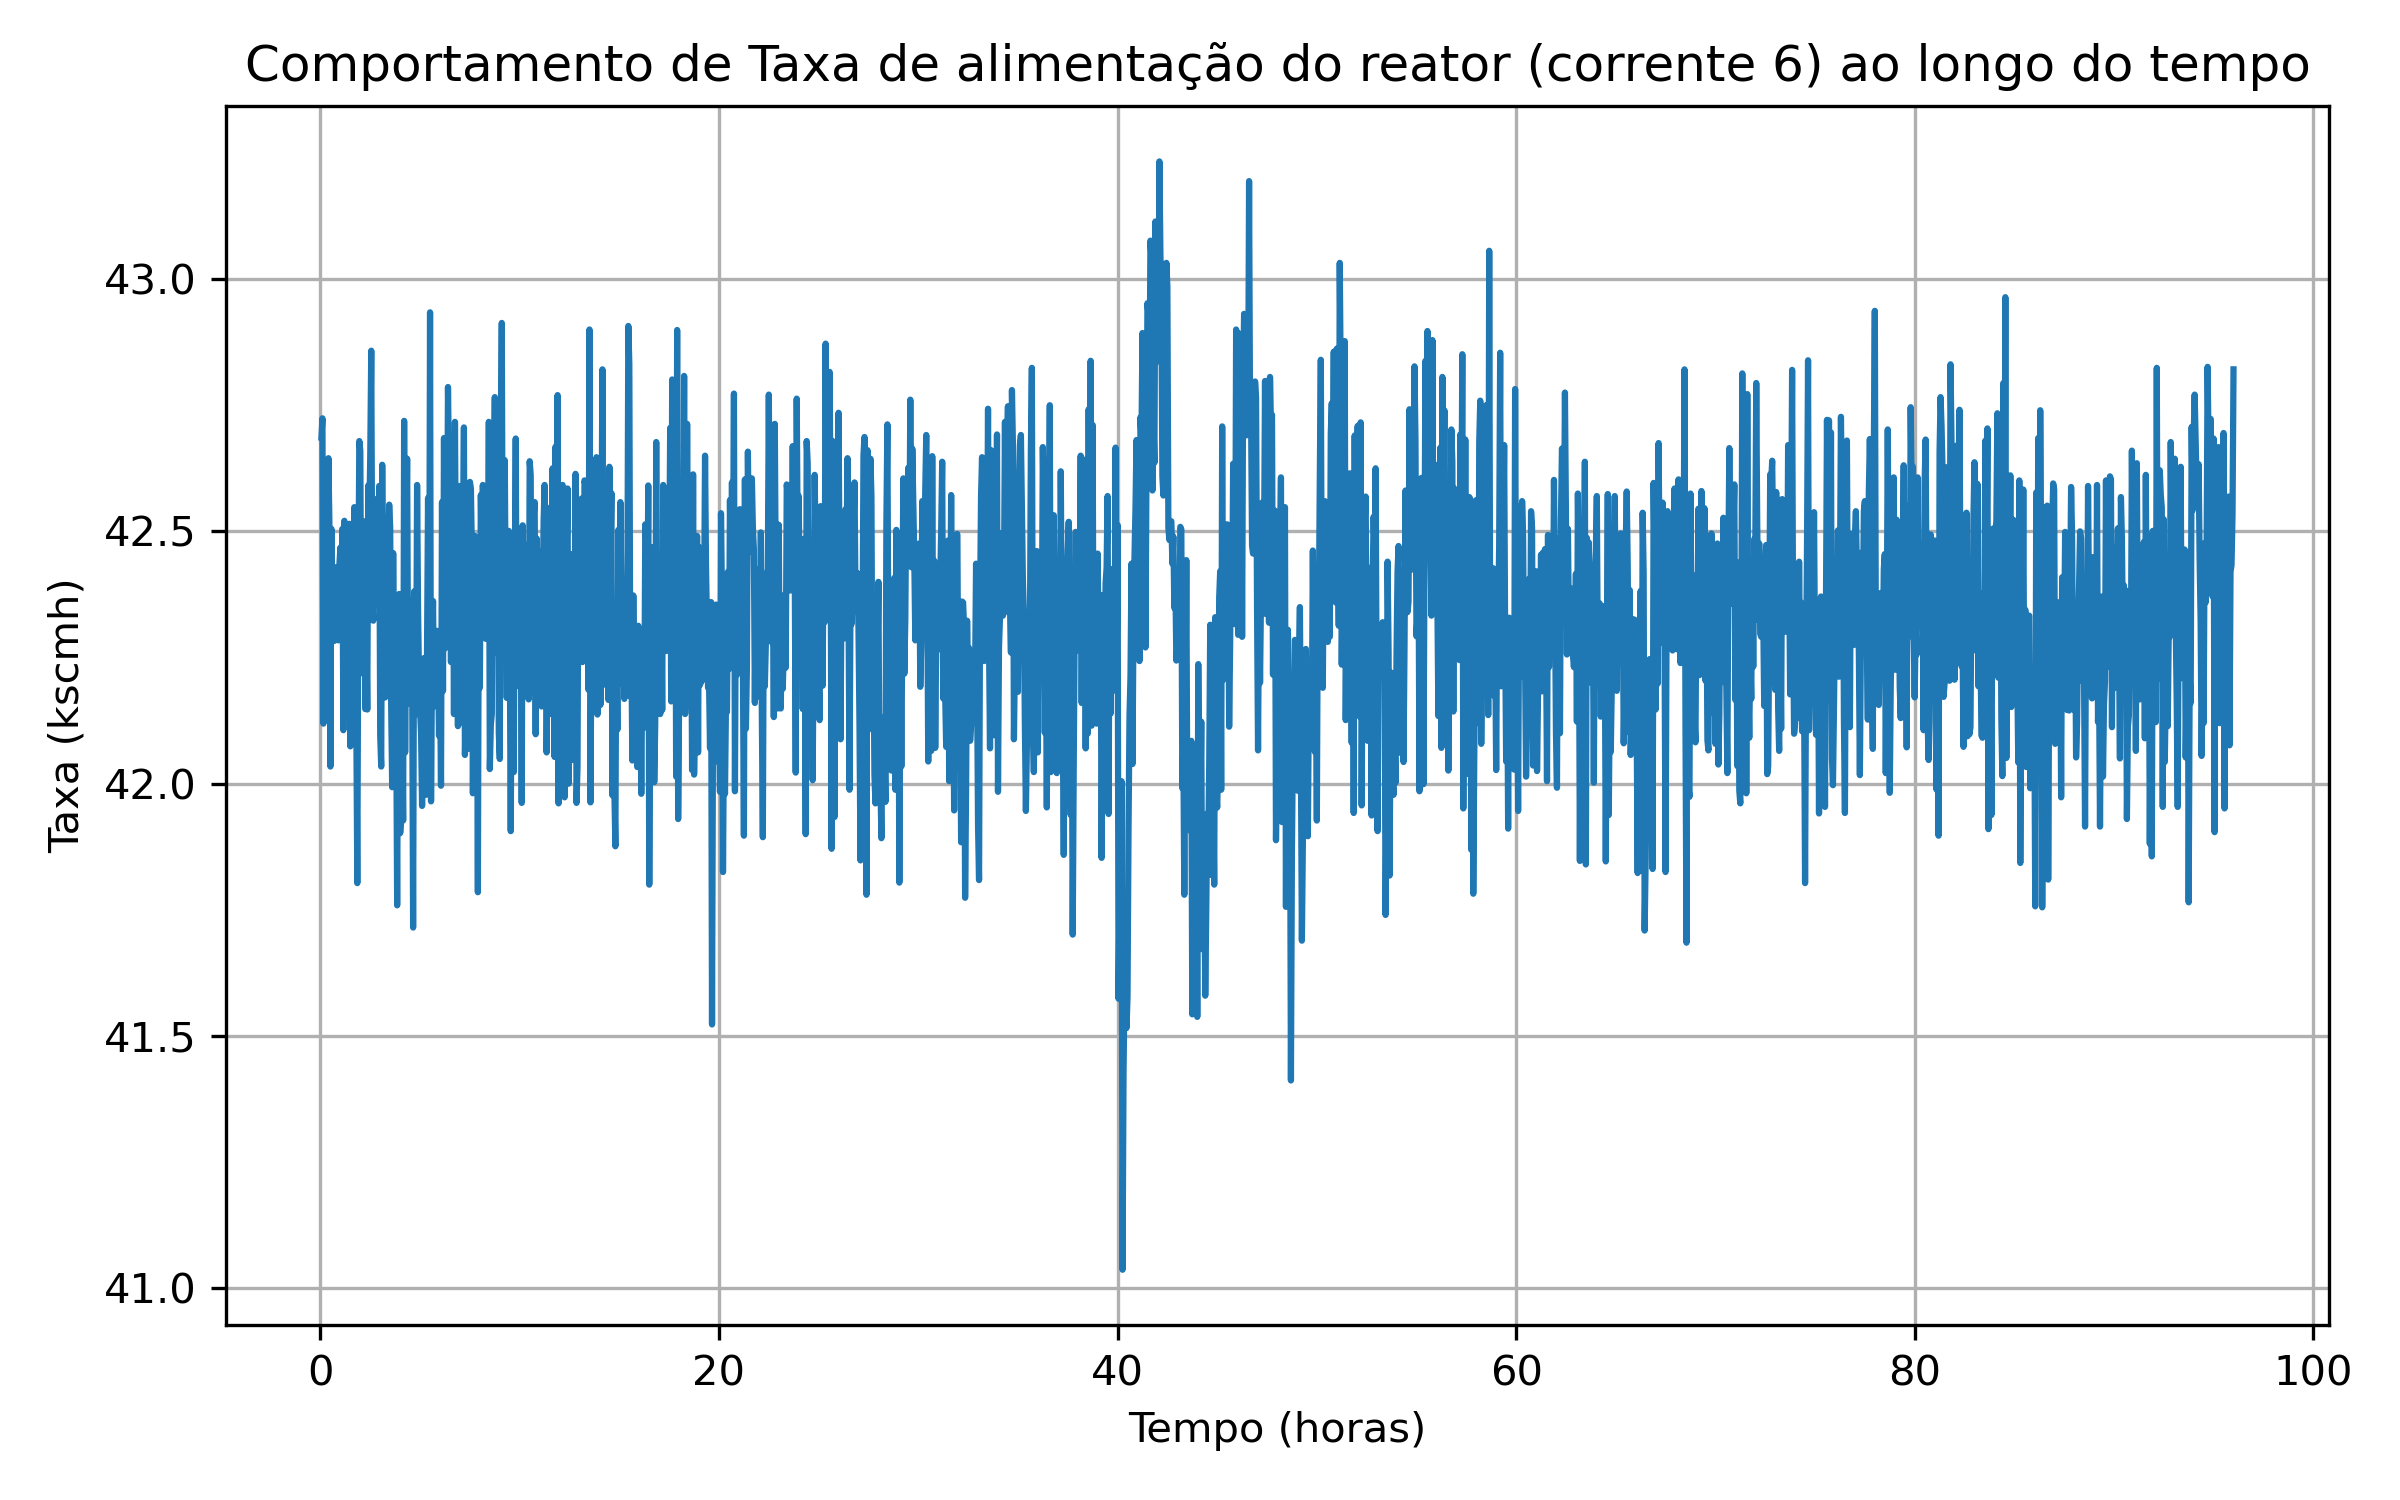 Comportamento de Taxa de alimentação do reator (corrente 6) ao longo do tempo
Taxa (kscmh)
43.0
42.5
42.0
41.5
41.0
0 20 40 60 80 100
Tempo (horas)